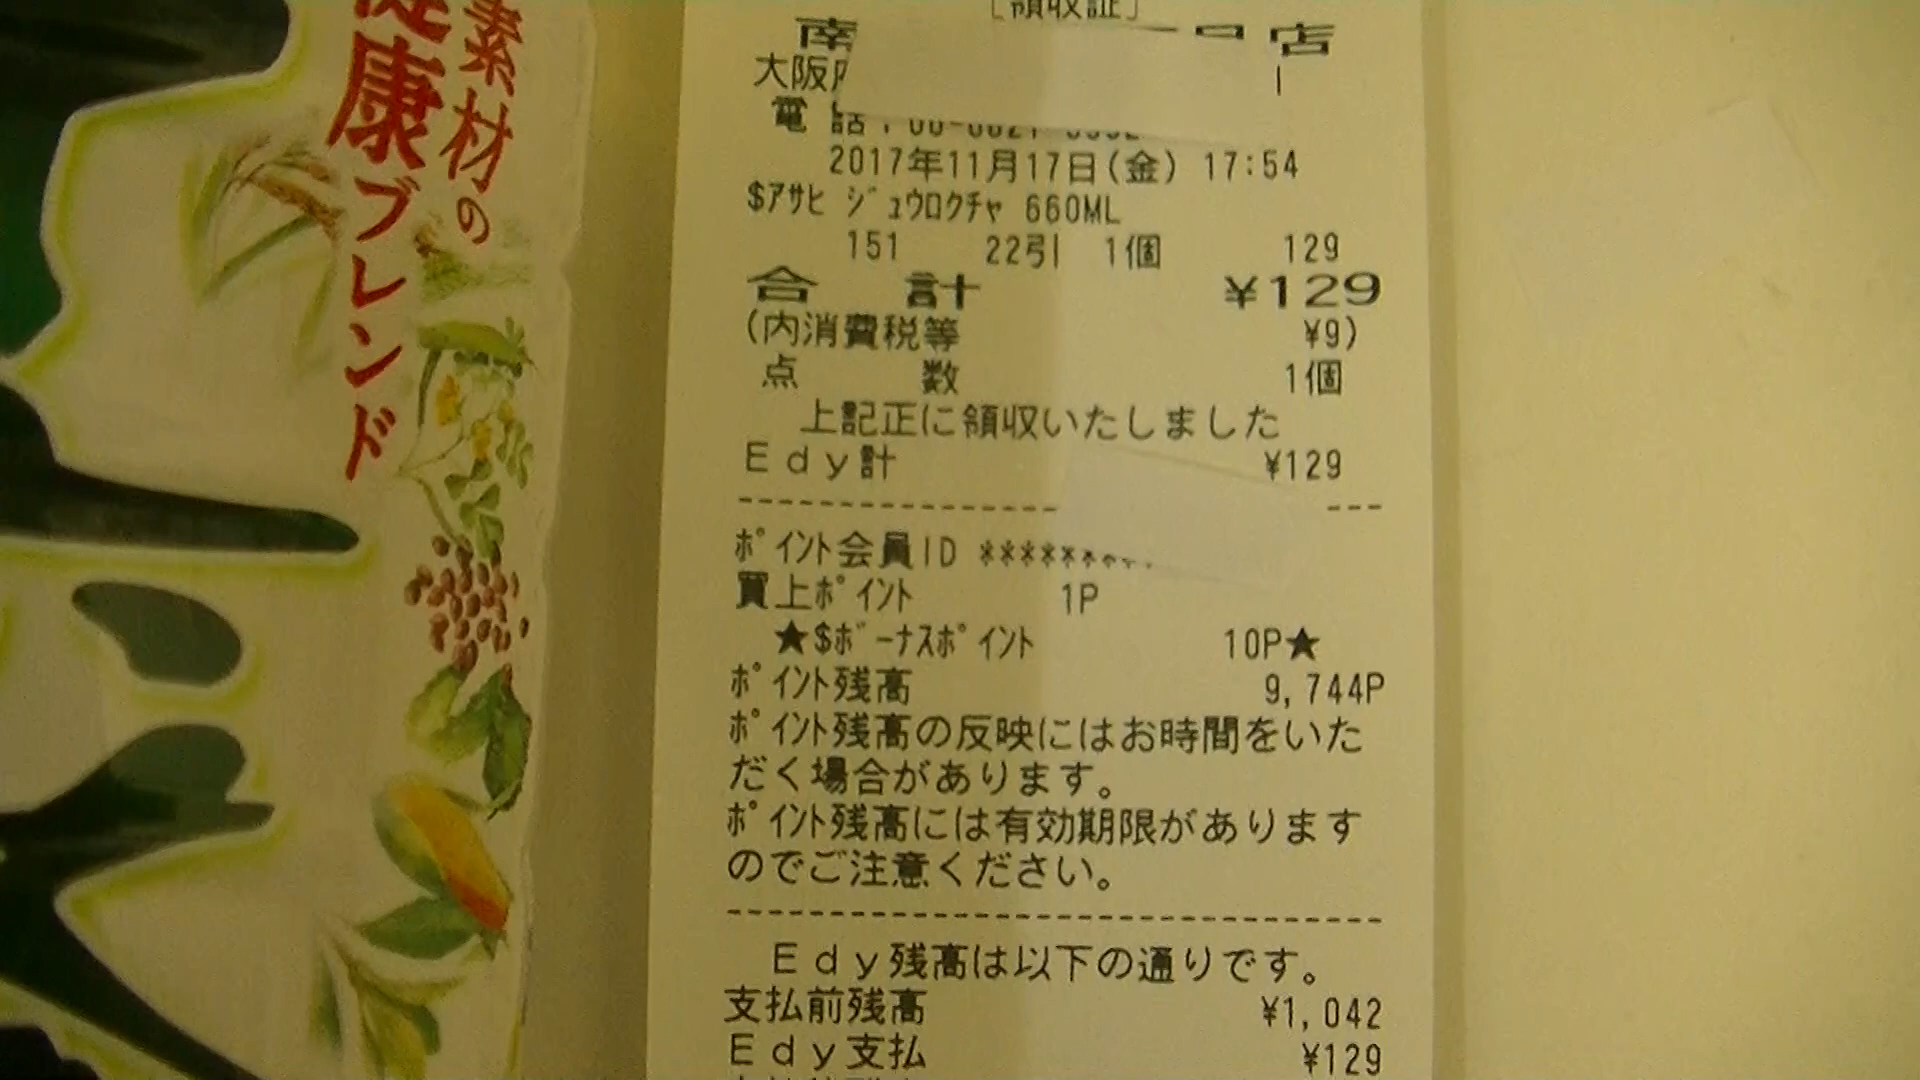 素材の
健康ブレンド
[領収証]
南 店
大阪府
電話:
2017年11月17日(金) 17:54
$アサヒ ジュウロクチャ 660ML
151 22引 1個 129
合 計 ¥129
(内消費税等 ¥9)
点 数 1個
上記正に領収いたしました
Edy計 ¥129
ポイント会員ID ******
買上ポイント 1P
★$ボーナスポイント 10P★
ポイント残高 9,744P
ポイント残高の反映にはお時間をいた
だく場合があります。
ポイント残高には有効期限があります
のでご注意ください。
Edy残高は以下の通りです。
支払前残高 ¥1,042
Edy支払 ¥129